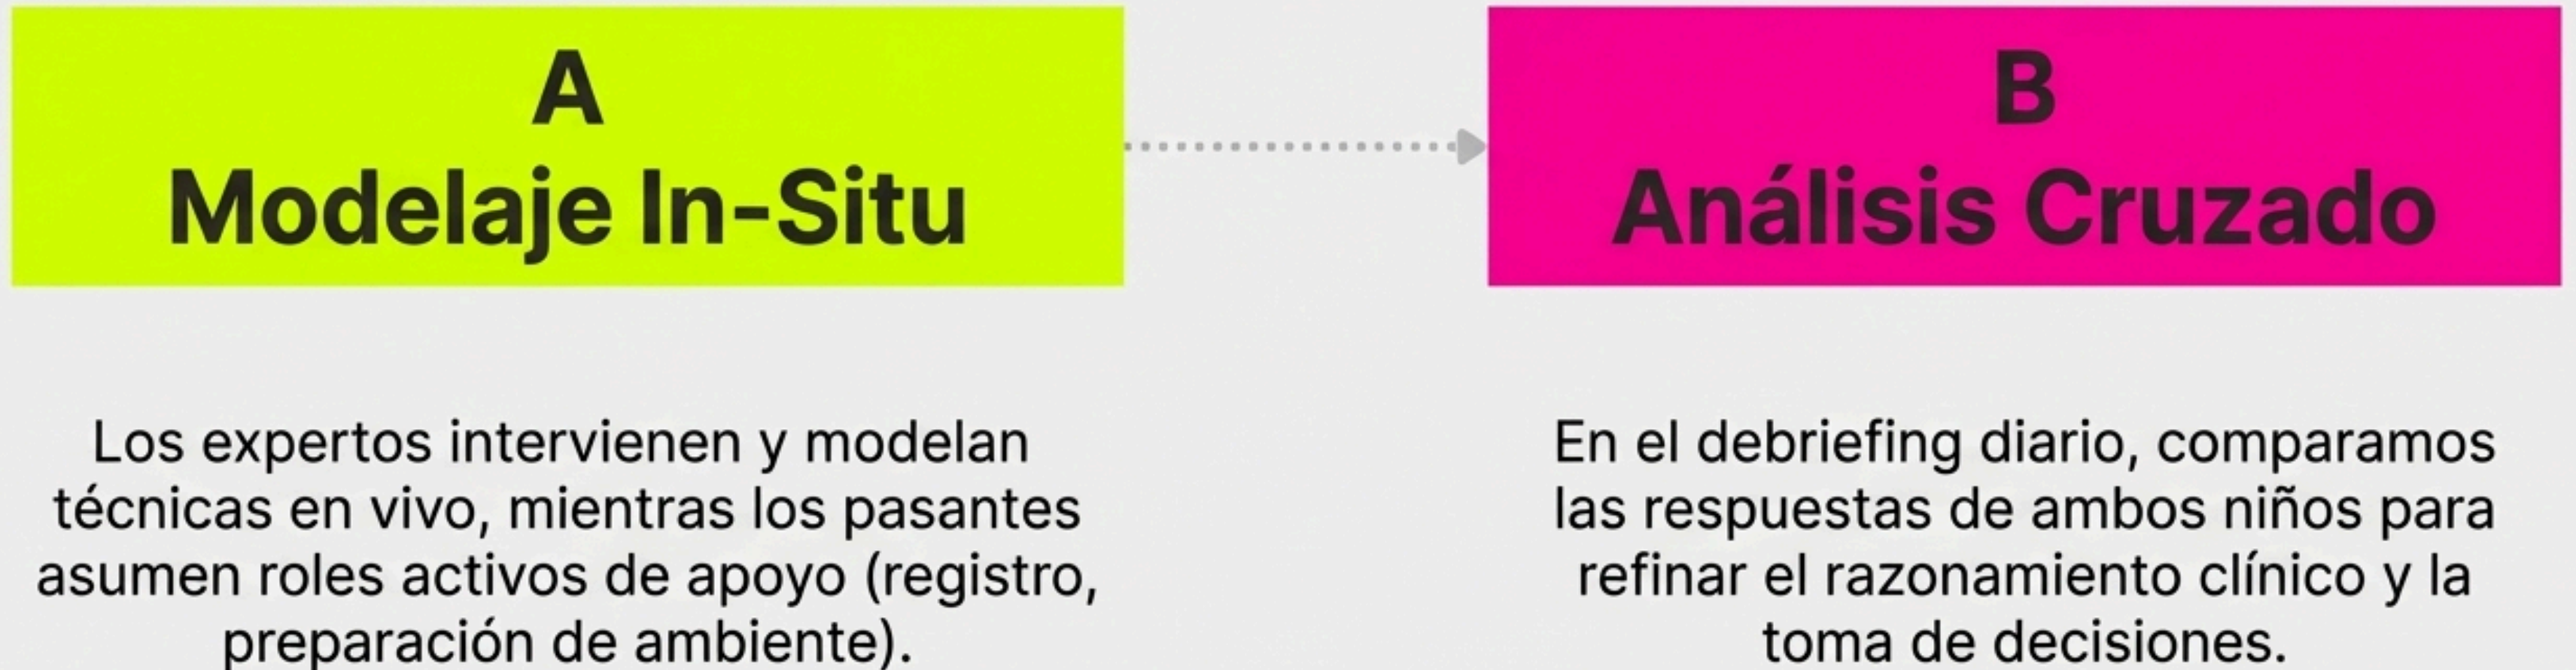 A
Modelaje In-Situ
Los expertos intervienen y modelan
técnicas en vivo, mientras los pasantes
asumen roles activos de apoyo (registro,
preparación de ambiente).
B
Análisis Cruzado
En el debriefing diario, comparamos
las respuestas de ambos niños para
refinar el razonamiento clínico y la
toma de decisiones.